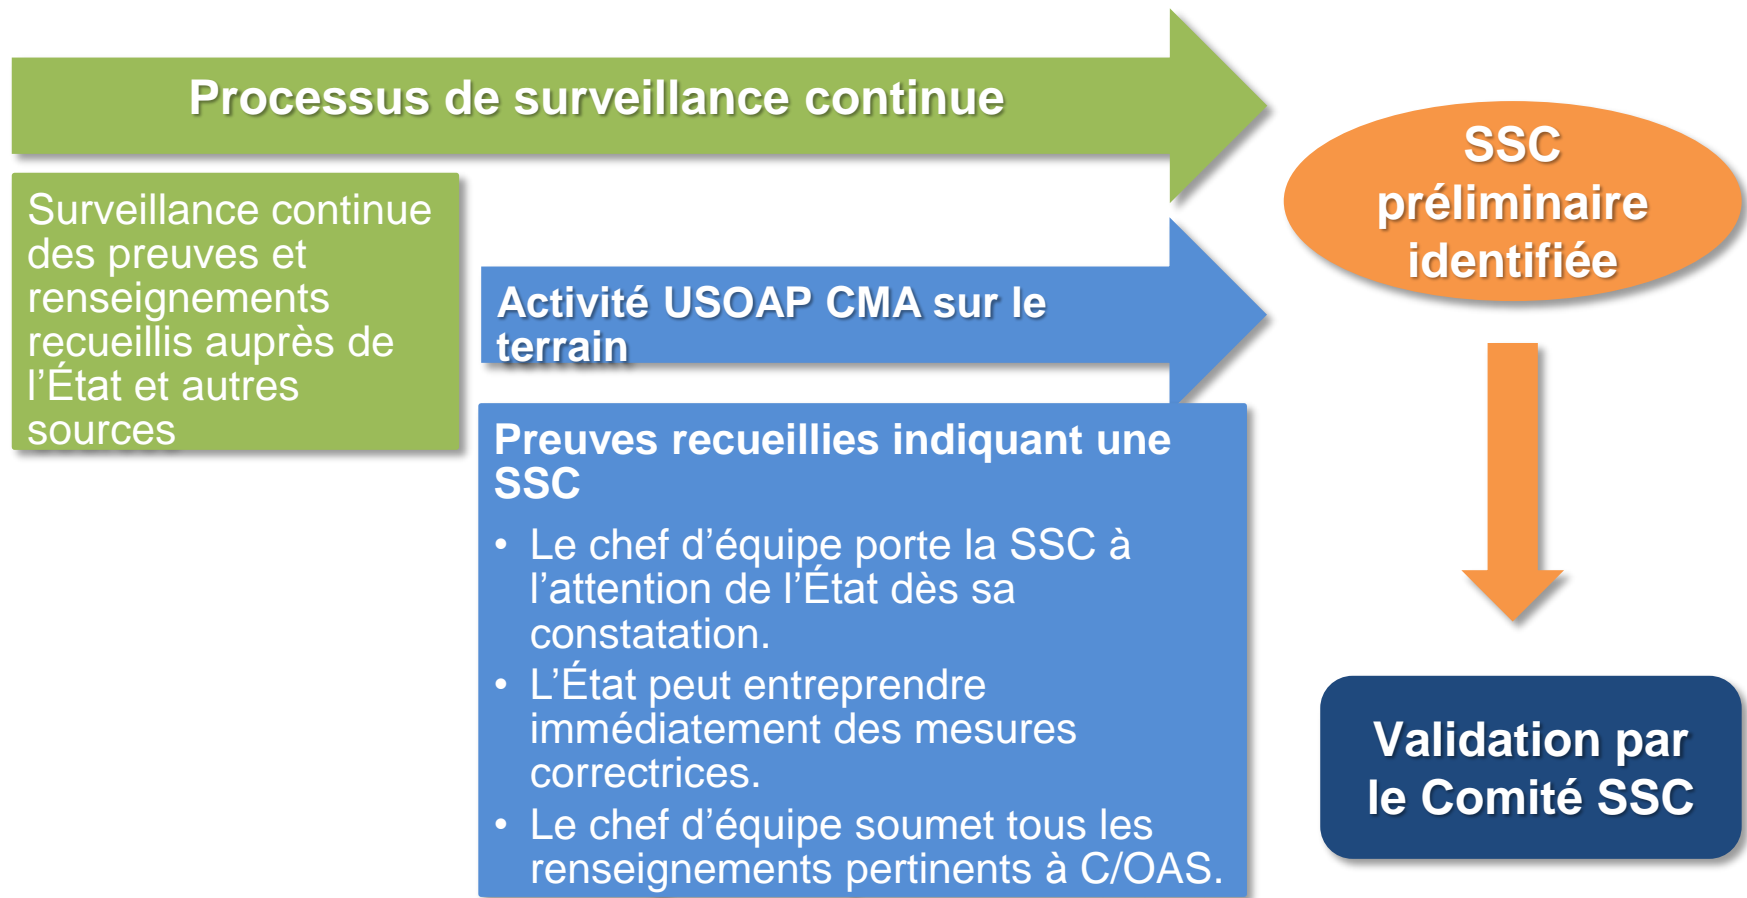 Processus de surveillance continue
Surveillance continue
des preuves et
renseignements
recueillis auprès de
l’État et autres
sources
Activité USOAP CMA sur le
terrain
Preuves recueillies indiquant une
SSC
• Le chef d’équipe porte la SSC à
l’attention de l’État dès sa
constatation.
• L’État peut entreprendre
immédiatement des mesures
correctrices.
• Le chef d’équipe soumet tous les
renseignements pertinents à C/OAS.
SSC
préliminaire
identifiée
Validation par
le Comité SSC